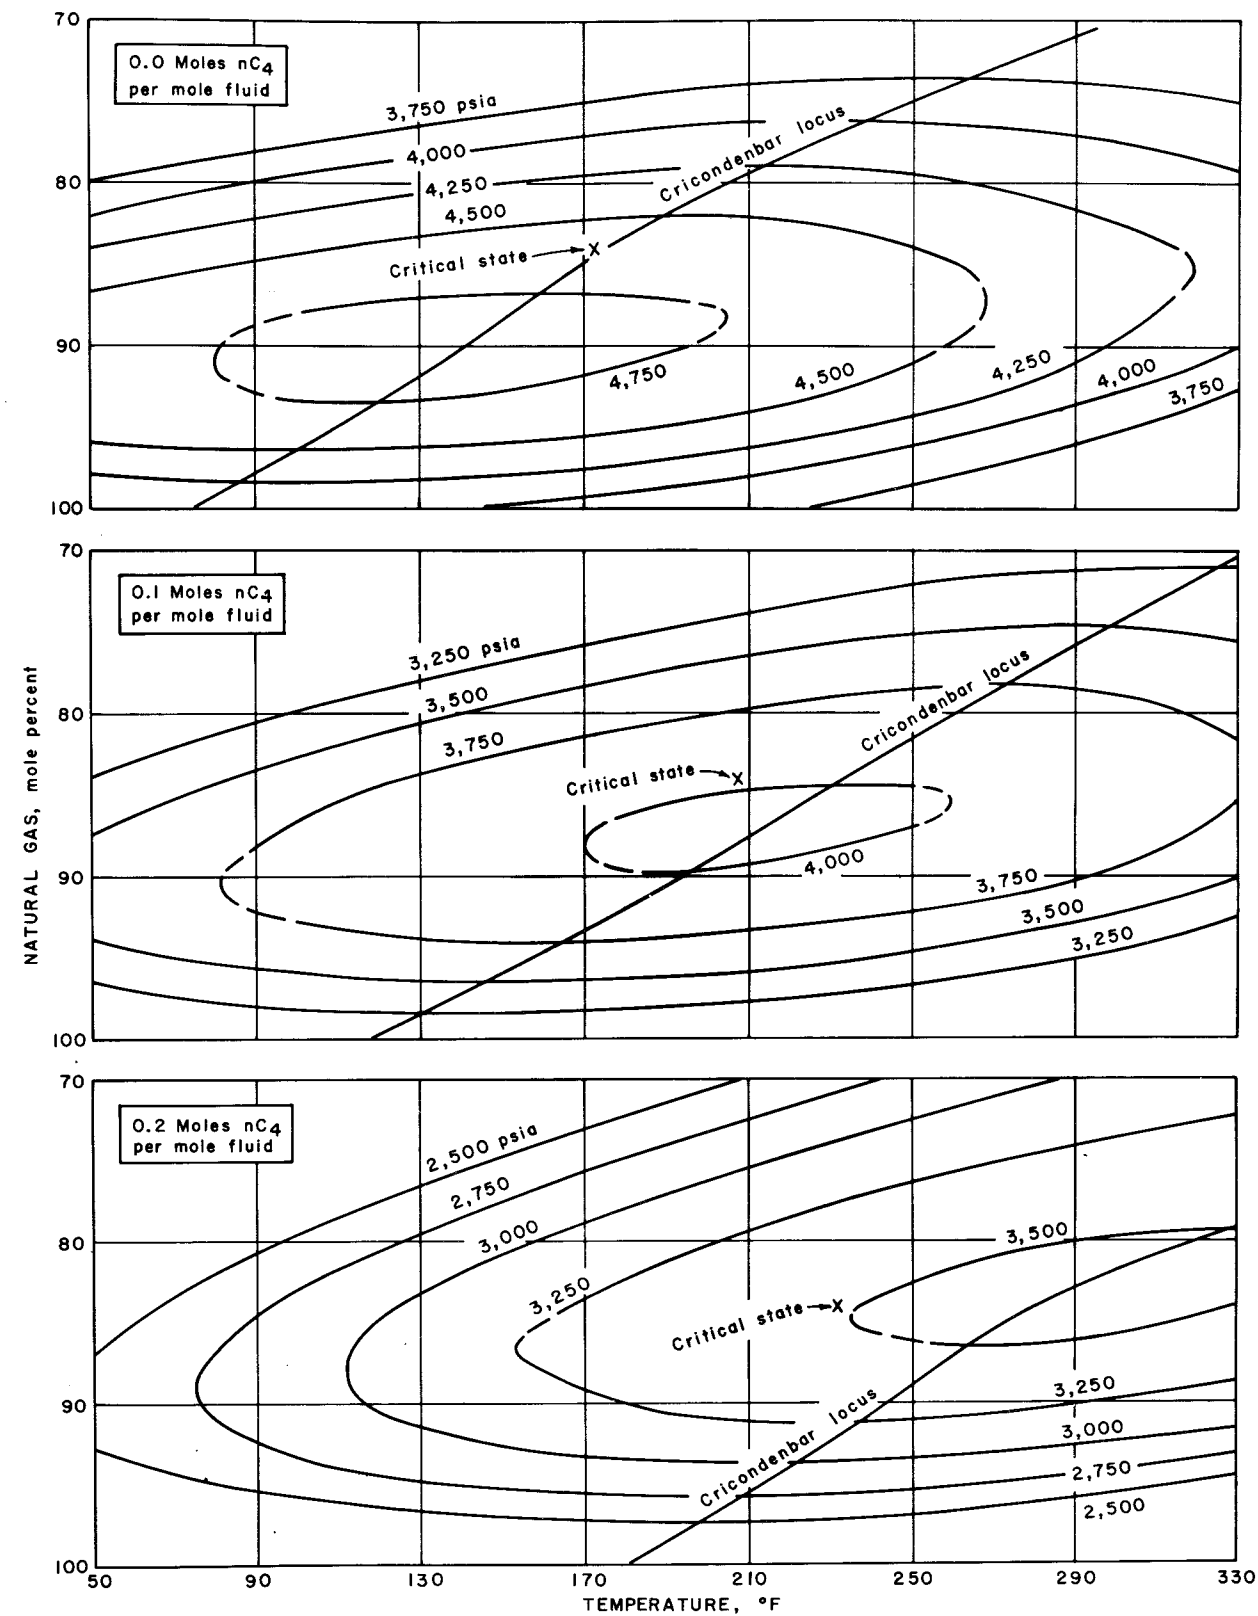 70
0.0 Moles nC4
per mole fluid
3,750 psia
4,000
4,250
4,500
Cricondenbar locus
80
Critical state
X
90
4,750
4,500
4,250
4,000
3,750
100
70
0.1 Moles nC4
per mole fluid
3,250 psia
3,500
3,750
Cricondenbar locus
80
Critical state
X
4,000
90
3,750
3,500
3,250
100
NATURAL GAS, mole percent
70
0.2 Moles nC4
per mole fluid
2,500 psia
2,750
3,000
3,250
3,500
80
Critical state
X
Cricondenbar locus
90
3,250
3,000
2,750
2,500
100
50 90 130 170 210 250 290 330
TEMPERATURE, °F